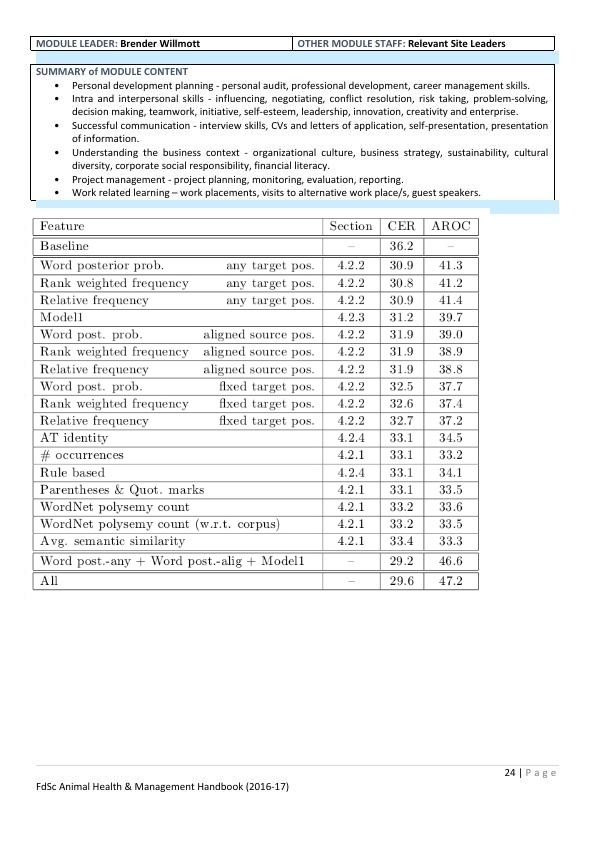 MODULE LEADER: Brender Willmott OTHER MODULE STAFF: Relevant Site Leaders
SUMMARY of MODULE CONTENT
• Personal development planning - personal audit, professional development, career management skills.
• Intra and interpersonal skills - influencing, negotiating, conflict resolution, risk taking, problem-solving,
decision making, teamwork, initiative, self-esteem, leadership, innovation, creativity and enterprise.
• Successful communication - interview skills, CVs and letters of application, self-presentation, presentation
of information.
• Understanding the business context - organizational culture, business strategy, sustainability, cultural
diversity, corporate social responsibility, financial literacy.
• Project management - project planning, monitoring, evaluation, reporting.
• Work related learning – work placements, visits to alternative work place/s, guest speakers.
Feature Section CER AROC
Baseline – 36.2 –
Word posterior prob. any target pos. 4.2.2 30.9 41.3
Rank weighted frequency any target pos. 4.2.2 30.8 41.2
Relative frequency any target pos. 4.2.2 30.9 41.4
Model1 4.2.3 31.2 39.7
Word post. prob. aligned source pos. 4.2.2 31.9 39.0
Rank weighted frequency aligned source pos. 4.2.2 31.9 38.9
Relative frequency aligned source pos. 4.2.2 31.9 38.8
Word post. prob. fixed target pos. 4.2.2 32.5 37.7
Rank weighted frequency fixed target pos. 4.2.2 32.6 37.4
Relative frequency fixed target pos. 4.2.2 32.7 37.2
AT identity 4.2.4 33.1 34.5
# occurrences 4.2.1 33.1 33.2
Rule based 4.2.4 33.1 34.1
Parentheses & Quot. marks 4.2.1 33.1 33.5
WordNet polysemy count 4.2.1 33.2 33.6
WordNet polysemy count (w.r.t. corpus) 4.2.1 33.2 33.5
Avg. semantic similarity 4.2.1 33.4 33.3
Word post.-any + Word post.-alig + Model1 – 29.2 46.6
All – 29.6 47.2
24 | Page
FdSc Animal Health & Management Handbook (2016-17)